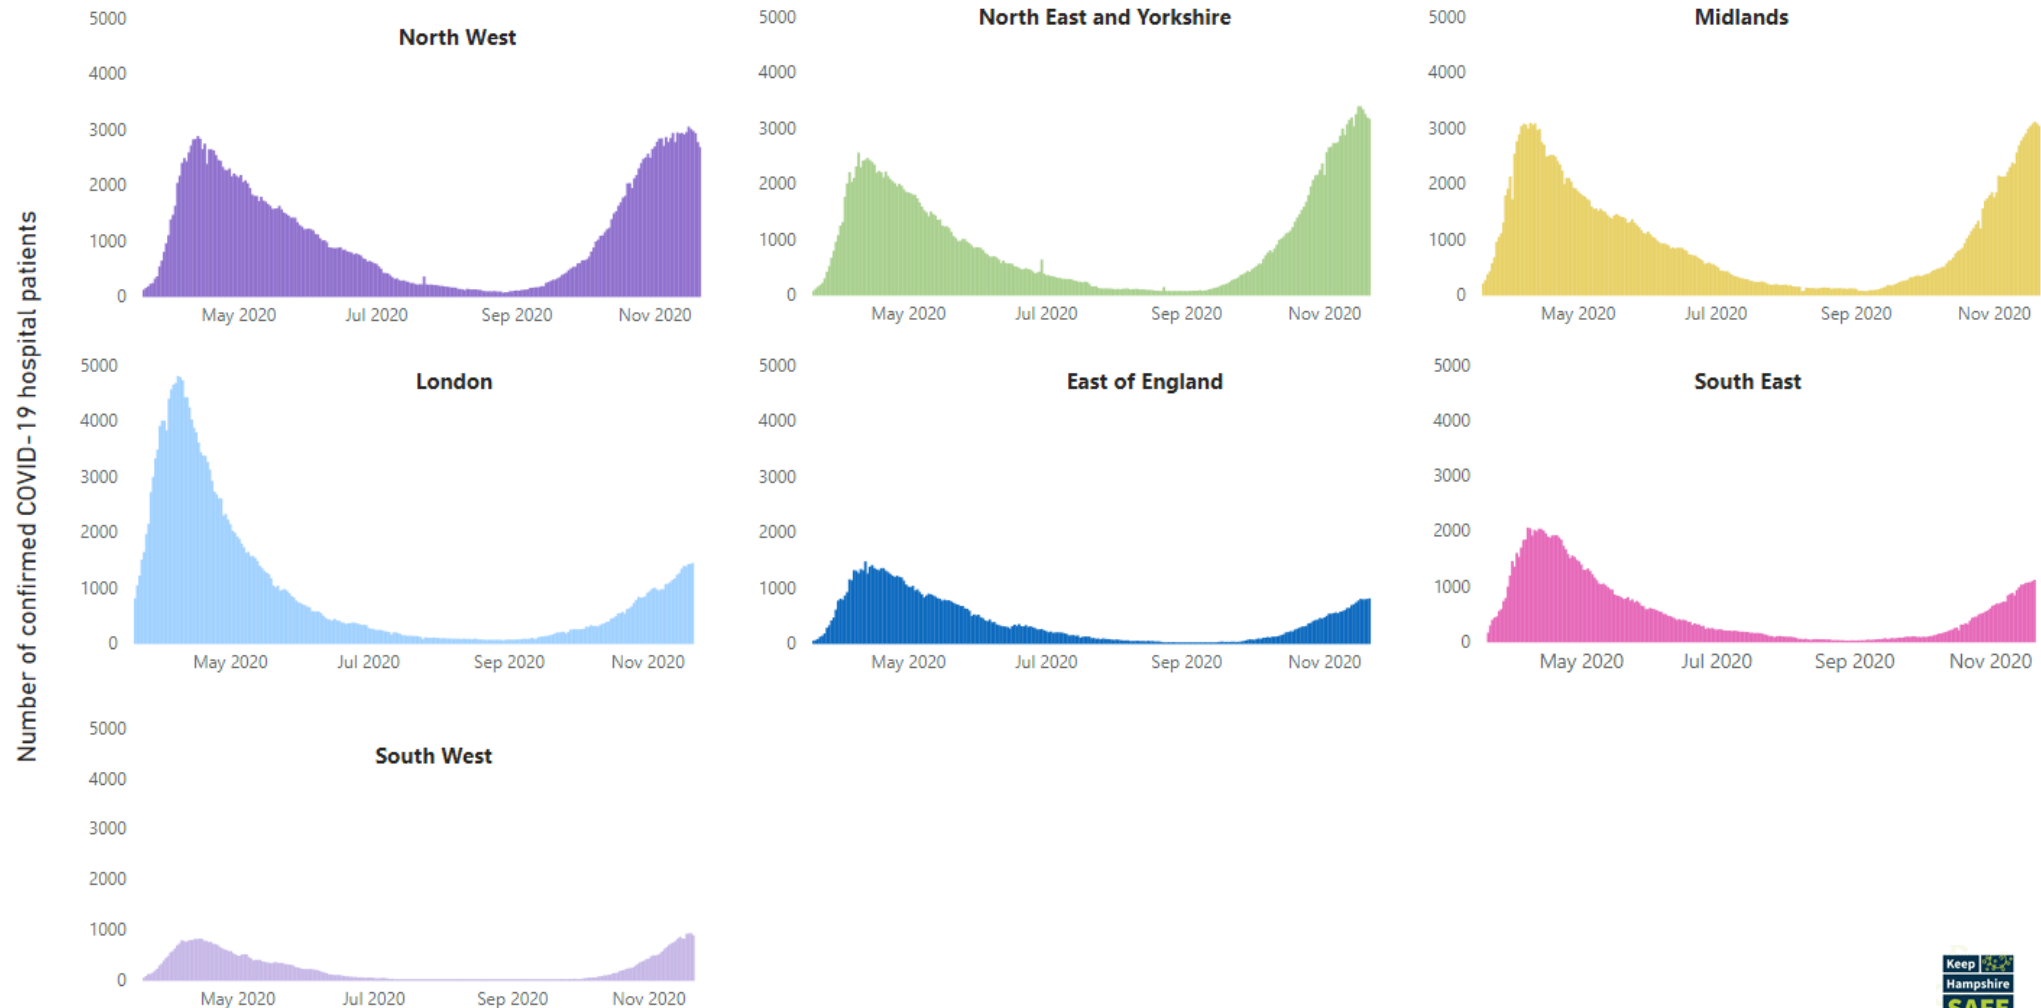 Number of confirmed COVID-19 hospital patients
North West
5000
4000
3000
2000
1000
0
May 2020 Jul 2020 Sep 2020 Nov 2020
North East and Yorkshire
5000
4000
3000
2000
1000
0
May 2020 Jul 2020 Sep 2020 Nov 2020
Midlands
5000
4000
3000
2000
1000
0
May 2020 Jul 2020 Sep 2020 Nov 2020
London
5000
4000
3000
2000
1000
0
May 2020 Jul 2020 Sep 2020 Nov 2020
East of England
5000
4000
3000
2000
1000
0
May 2020 Jul 2020 Sep 2020 Nov 2020
South East
5000
4000
3000
2000
1000
0
May 2020 Jul 2020 Sep 2020 Nov 2020
South West
5000
4000
3000
2000
1000
0
May 2020 Jul 2020 Sep 2020 Nov 2020
Keep
Hampshire
SAFE